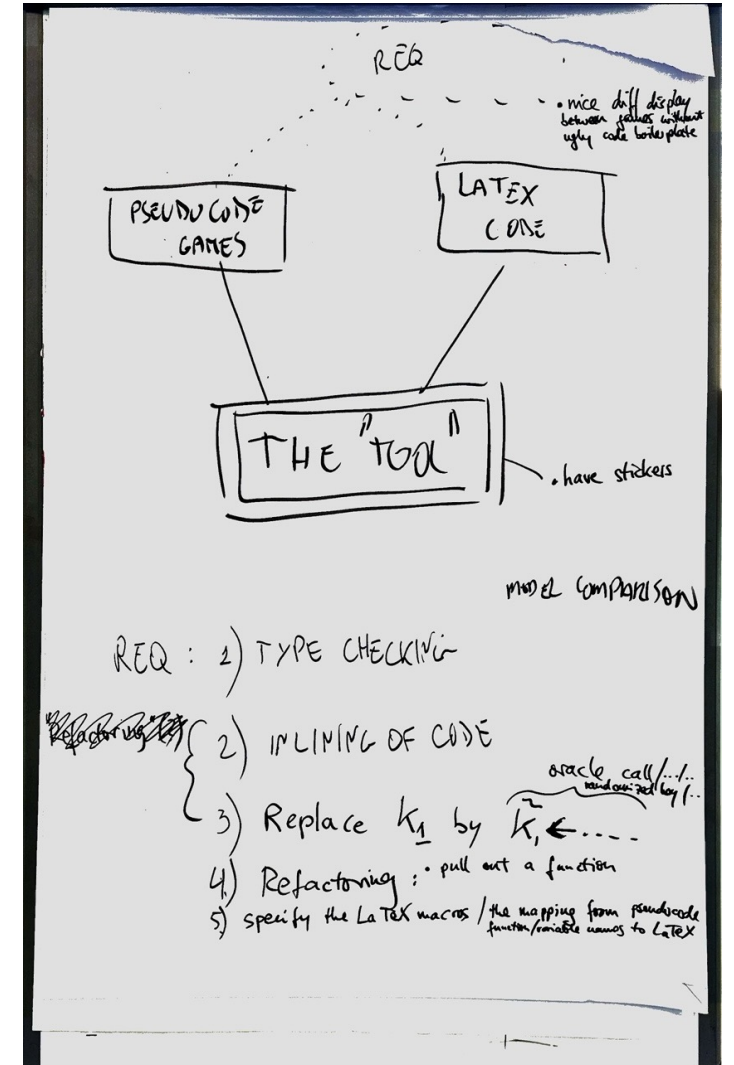 REQ
• nice diff display
between games without
ugly code boilerplate
PSEUDOCODE
GAMES
LATEX
CODE
THE "TOOL"
• have stickers
MODEL COMPARISON
REQ : 1) TYPE CHECKING
Refactoring
2) INLINING OF CODE
oracle call/.../..
randomized key/..
3) Replace K₁ by K̃₁ ←....
4) Refactoring : • pull out a function
5) specify the LaTeX macros / the mapping from pseudocode
function/variable names to LaTeX